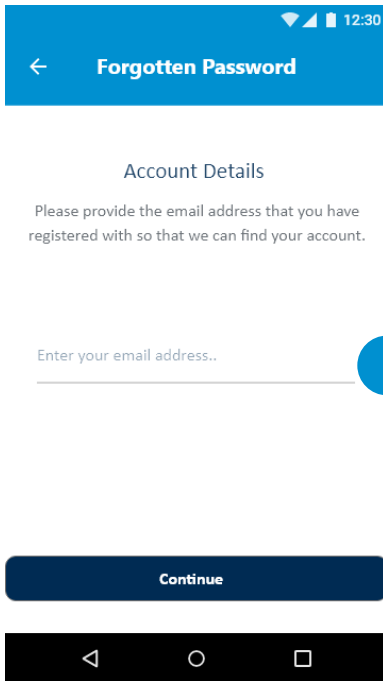 12:30
Forgotten Password
Account Details
Please provide the email address that you have
registered with so that we can find your account.
Enter your email address..
Continue